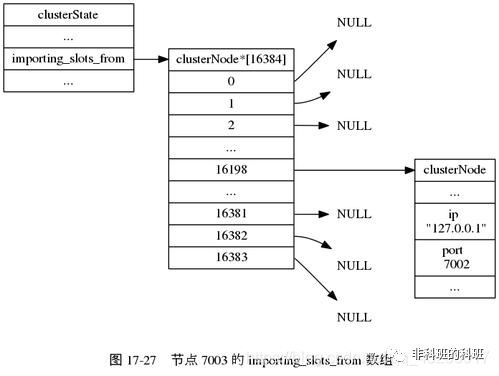 clusterState
...
importing_slots_from
...
clusterNode*[16384]
0
1
2
...
16198
...
16381
16382
16383
NULL
NULL
NULL
NULL
NULL
NULL
clusterNode
...
ip
"127.0.0.1"
port
7002
...
图 17-27 节点 7003 的 importing_slots_from 数组
非科班的科班